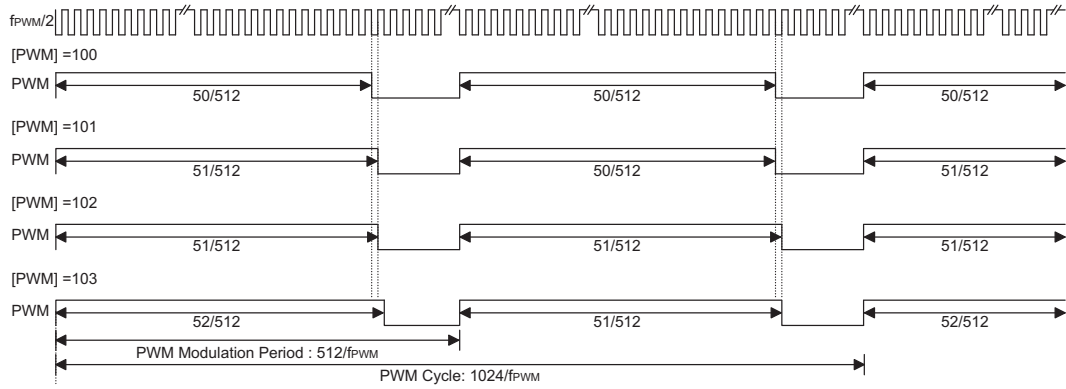 fPWM/2
[PWM] =100
PWM 50/512 50/512 50/512
[PWM] =101
PWM 51/512 50/512 51/512
[PWM] =102
PWM 51/512 51/512 51/512
[PWM] =103
PWM 52/512 51/512 52/512
PWM Modulation Period : 512/fPWM
PWM Cycle: 1024/fPWM